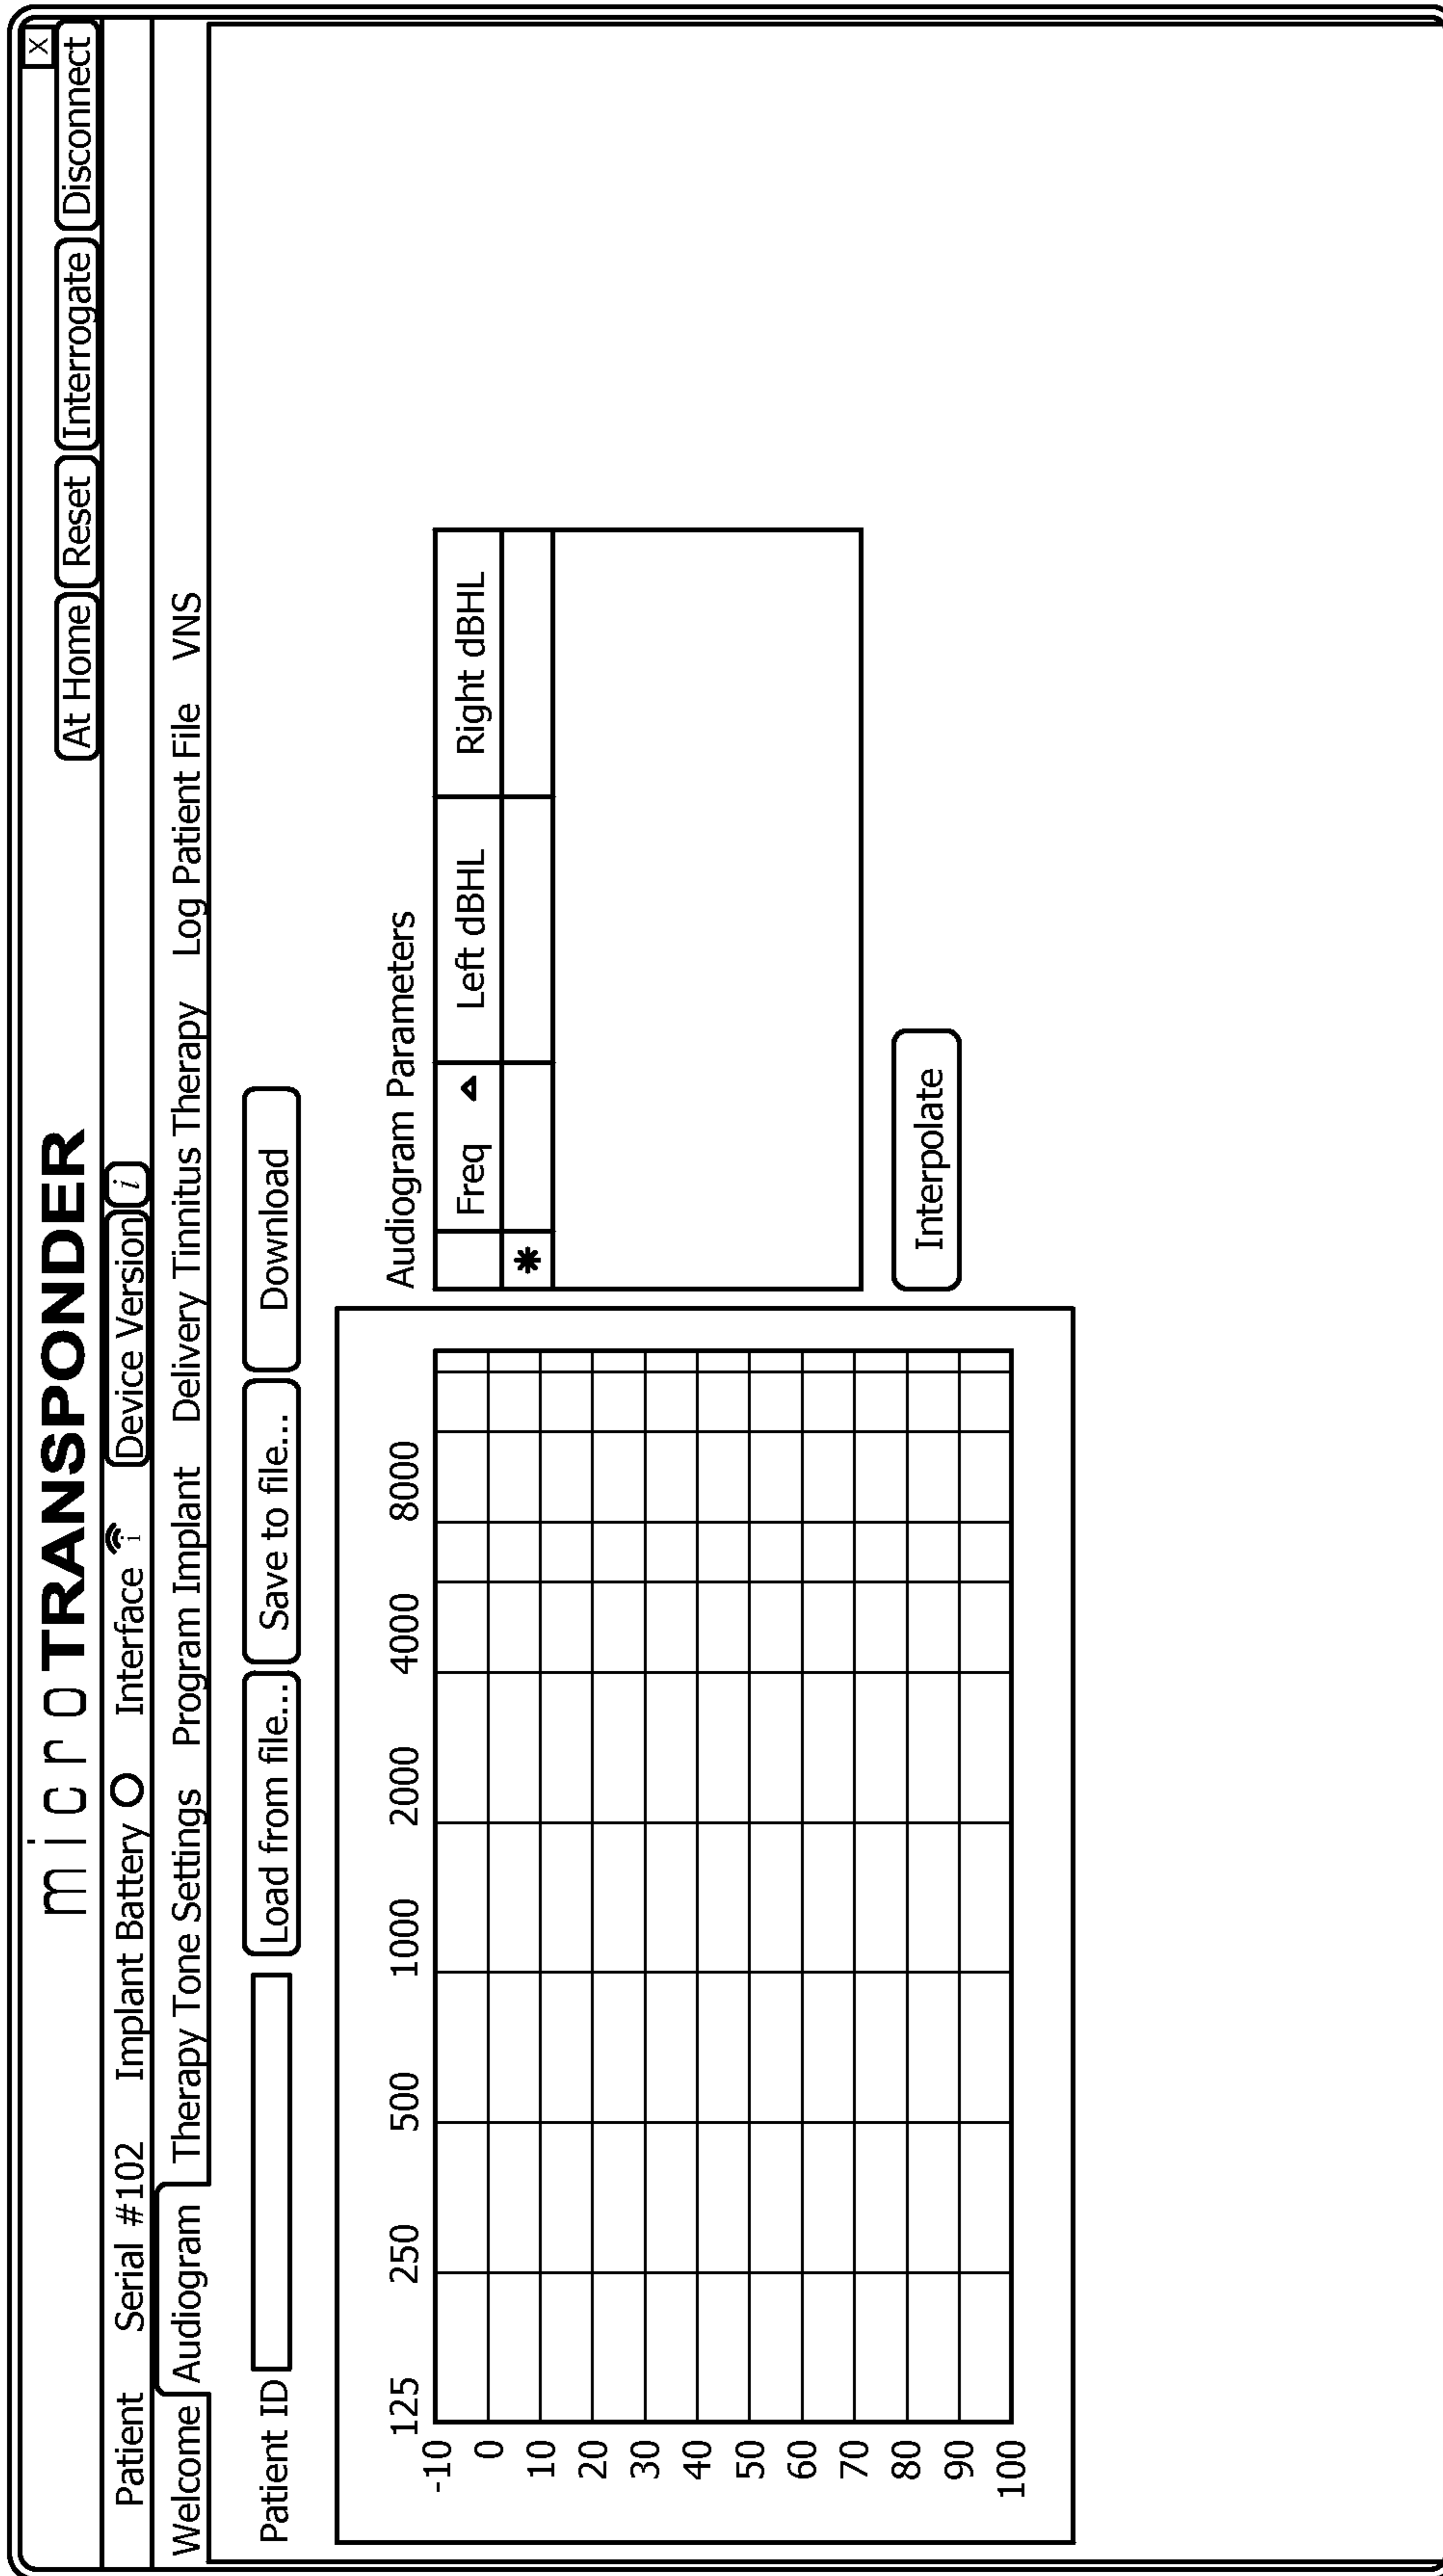 X
microTRANSPONDER
At Home Reset Interrogate Disconnect
Patient Serial #102 Implant Battery Interface i Device Version i
Welcome Audiogram Therapy Tone Settings Program Implant Delivery Tinnitus Therapy Log Patient File VNS
Patient ID Load from file... Save to file... Download
Audiogram Parameters
125 250 500 1000 2000 4000 8000
Freq Left dBHL Right dBHL
*
-10
0
10
20
30
40
50
60
70
80
90
100
Interpolate